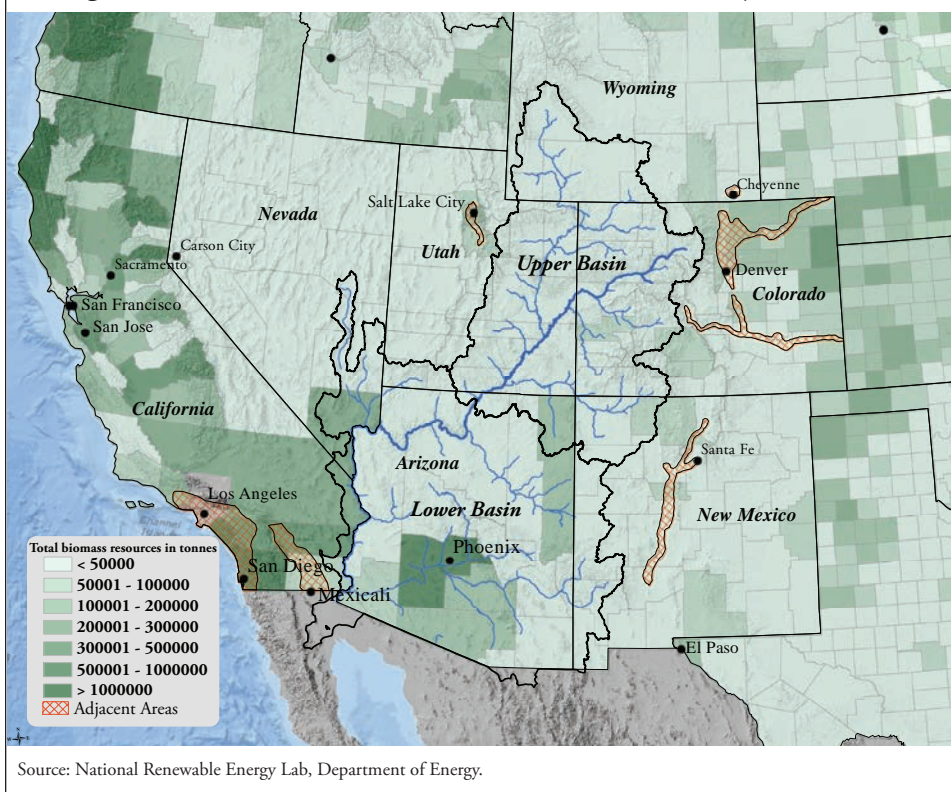 Wyoming
Cheyenne
Salt Lake City
Nevada
Utah
Upper Basin
Carson City
Sacramento
Denver
Colorado
San Francisco
San Jose
California
Santa Fe
Arizona
Los Angeles
Lower Basin
New Mexico
Phoenix
San Diego
Mexicali
El Paso
Total biomass resources in tonnes
< 50000
50001 - 100000
100001 - 200000
200001 - 300000
300001 - 500000
500001 - 1000000
> 1000000
Adjacent Areas
Source: National Renewable Energy Lab, Department of Energy.